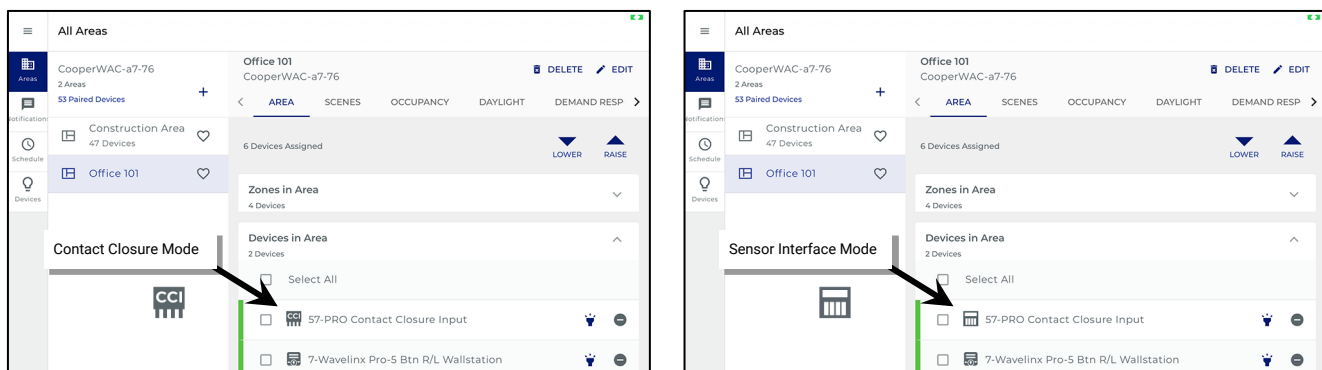 All Areas
Areas
Notifications
Schedule
Devices
CooperWAC-a7-76
2 Areas
53 Paired Devices
+
Construction Area
47 Devices
Office 101
Office 101
CooperWAC-a7-76
DELETE
EDIT
AREA SCENES OCCUPANCY DAYLIGHT DEMAND RESP
6 Devices Assigned
LOWER RAISE
Zones in Area
4 Devices
Devices in Area
2 Devices
Contact Closure Mode
Select All
CCI
CCI 57-PRO Contact Closure Input
7-Wavelinx Pro-5 Btn R/L Wallstation
All Areas
Areas
Notifications
Schedule
Devices
CooperWAC-a7-76
2 Areas
53 Paired Devices
+
Construction Area
47 Devices
Office 101
Office 101
CooperWAC-a7-76
DELETE
EDIT
AREA SCENES OCCUPANCY DAYLIGHT DEMAND RESP
6 Devices Assigned
LOWER RAISE
Zones in Area
4 Devices
Devices in Area
2 Devices
Sensor Interface Mode
Select All
57-PRO Contact Closure Input
7-Wavelinx Pro-5 Btn R/L Wallstation